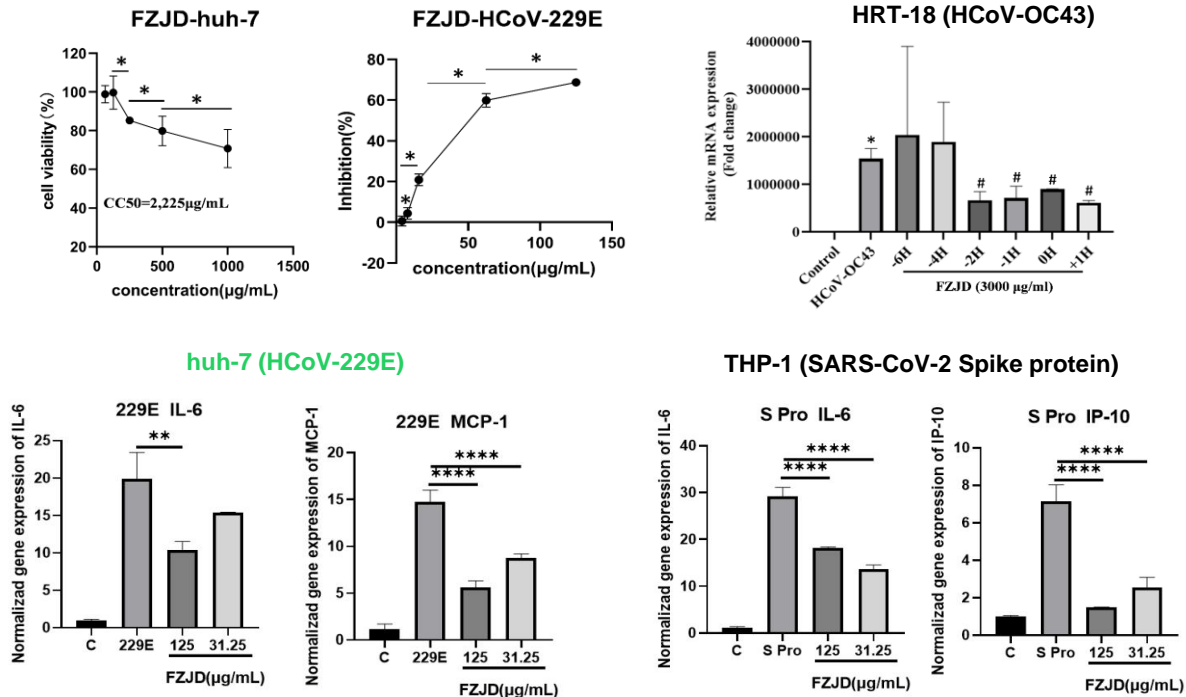 FZJD-huh-7
cell viability(%)
120
100
80
60
40
20
* * *
CC50=2,225μg/mL
0 500 1000 1500
concentration(μg/mL)
FZJD-HCoV-229E
Inhibition(%)
80
60
40
20
0
-20
* * * *
50 100 150
concentration(μg/mL)
HRT-18 (HCoV-OC43)
Relative mRNA expression
(Fold change)
4000000
3000000
2000000
1000000
0
* # # # #
Control HCoV-OC43 -6H -4H -2H -1H 0H +1H
FZJD (3000 μg/ml)
huh-7 (HCoV-229E)
229E IL-6
Normalizad gene expression of IL-6
25
20
15
10
5
0
**
C 229E 125 31.25
FZJD(μg/mL)
229E MCP-1
Normalizad gene expression of MCP-1
20
15
10
5
0
****
****
C 229E 125 31.25
FZJD(μg/mL)
THP-1 (SARS-CoV-2 Spike protein)
S Pro IL-6
Normalizad gene expression of IL-6
40
30
20
10
0
****
****
C S Pro 125 31.25
FZJD(μg/mL)
S Pro IP-10
Normalizad gene expression of IP-10
10
8
6
4
2
0
****
****
C S Pro 125 31.25
FZJD(μg/mL)